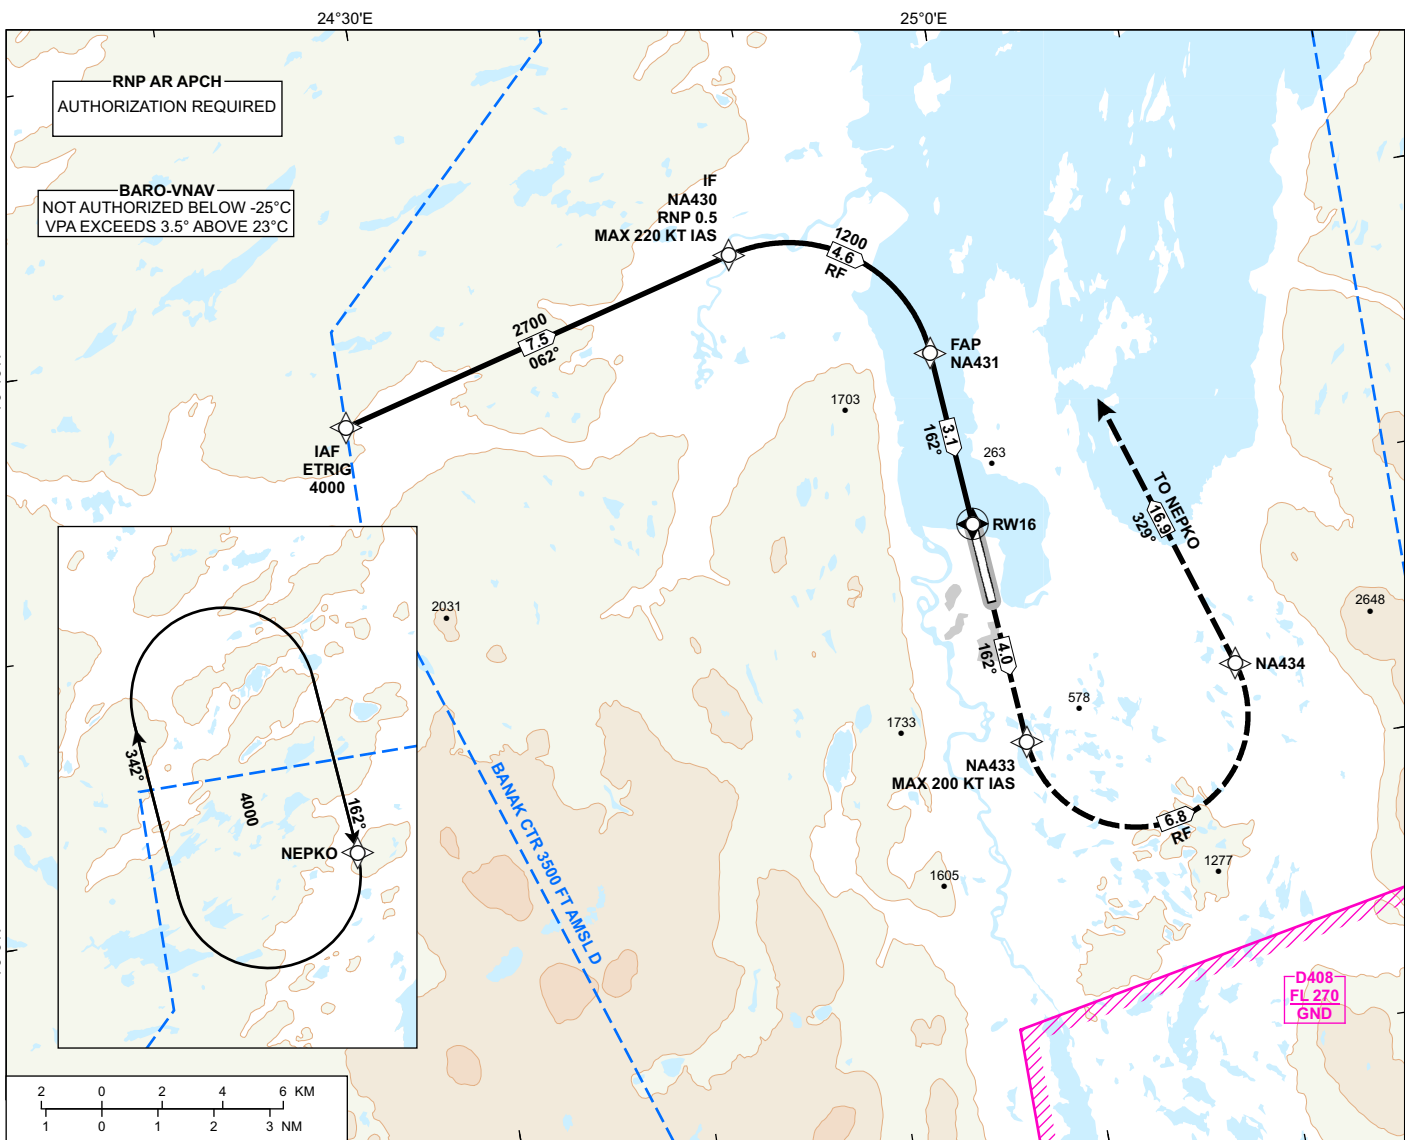 24°30'E
25°0'E
RNP AR APCH
AUTHORIZATION REQUIRED
BARO-VNAV
NOT AUTHORIZED BELOW -25°C
VPA EXCEEDS 3.5° ABOVE 23°C
IF
NA430
RNP 0.5
MAX 220 KT IAS
1200
4.6
RF
2700
7.5
062°
FAP
NA431
IAF
ETRIG
4000
1703
3.1
162°
263
RW16
TO NEPKO
16.9
329°
2031
2648
4.0
162°
NA434
578
1733
NA433
MAX 200 KT IAS
6.8
RF
1277
1605
342°
4000
162°
NEPKO
BANAK CTR 3500 FT AMSL D
D408
FL 270
GND
2 0 2 4 6 KM
1 0 1 2 3 NM